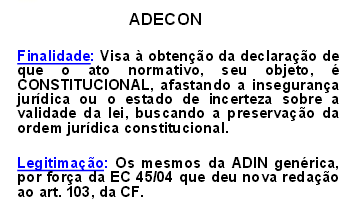 ADECON
Finalidade: Visa à obtenção da declaração de
que o ato normativo, seu objeto, é
CONSTITUCIONAL, afastando a insegurança
jurídica ou o estado de incerteza sobre a
validade da lei, buscando a preservação da
ordem jurídica constitucional.
Legitimação: Os mesmos da ADIN genérica,
por força da EC 45/04 que deu nova redação
ao art. 103, da CF.